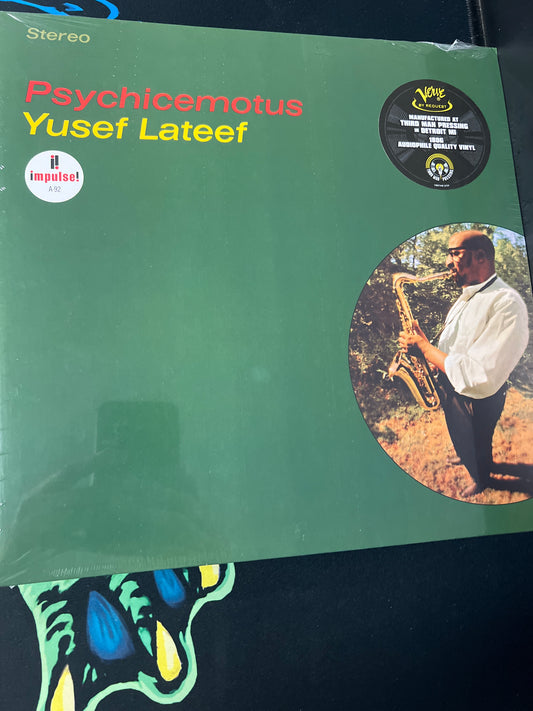 Stereo
Psychicemotus
Yusef Lateef
impulse!
A-92
Verve
BY REQUEST
MANUFACTURED AT
THIRD MAN PRESSING
IN DETROIT MI
180G
AUDIOPHILE QUALITY VINYL